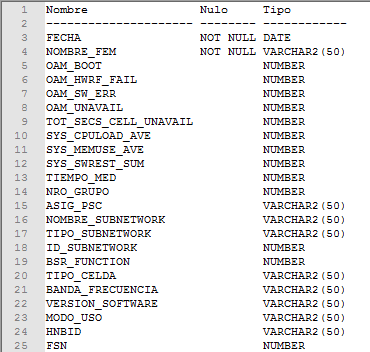 1 Nombre Nulo Tipo
2 --------------------- -------- ------------
3 FECHA NOT NULL DATE
4 NOMBRE_FEM NOT NULL VARCHAR2(50)
5 OAM_BOOT NUMBER
6 OAM_HWRF_FAIL NUMBER
7 OAM_SW_ERR NUMBER
8 OAM_UNAVAIL NUMBER
9 TOT_SECS_CELL_UNAVAIL NUMBER
10 SYS_CPULOAD_AVE NUMBER
11 SYS_MEMUSE_AVE NUMBER
12 SYS_SWREST_SUM NUMBER
13 TIEMPO_MED NUMBER
14 NRO_GRUPO NUMBER
15 ASIG_PSC VARCHAR2(50)
16 NOMBRE_SUBNETWORK VARCHAR2(50)
17 TIPO_SUBNETWORK VARCHAR2(50)
18 ID_SUBNETWORK NUMBER
19 BSR_FUNCTION NUMBER
20 TIPO_CELDA VARCHAR2(50)
21 BANDA_FRECUENCIA VARCHAR2(50)
22 VERSION_SOFTWARE VARCHAR2(50)
23 MODO_USO VARCHAR2(50)
24 HNBID VARCHAR2(50)
25 FSN NUMBER